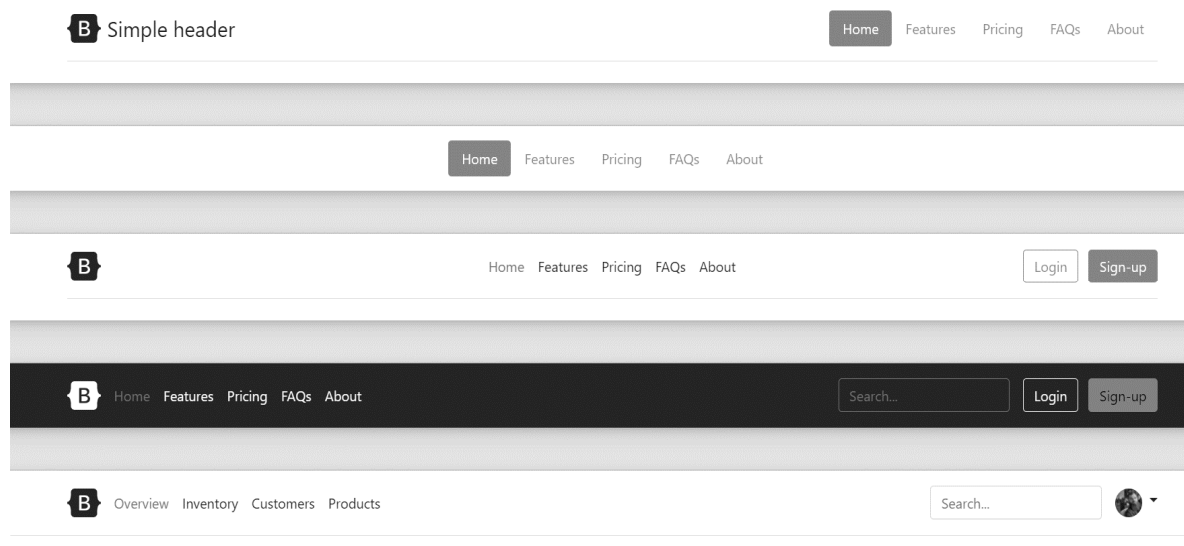 B Simple header Home Features Pricing FAQs About
Home Features Pricing FAQs About
B Home Features Pricing FAQs About Login Sign-up
B Home Features Pricing FAQs About Search... Login Sign-up
B Overview Inventory Customers Products Search...